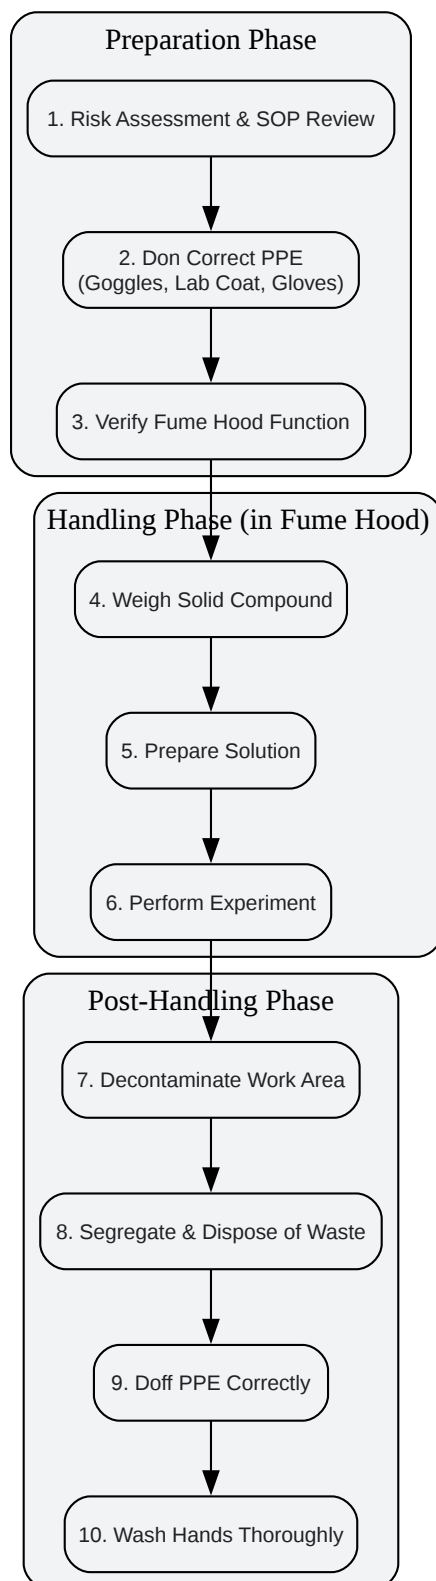 Preparation Phase
1. Risk Assessment & SOP Review
2. Don Correct PPE
(Goggles, Lab Coat, Gloves)
3. Verify Fume Hood Function
Handling Phase (in Fume Hood)
4. Weigh Solid Compound
5. Prepare Solution
6. Perform Experiment
Post-Handling Phase
7. Decontaminate Work Area
8. Segregate & Dispose of Waste
9. Doff PPE Correctly
10. Wash Hands Thoroughly